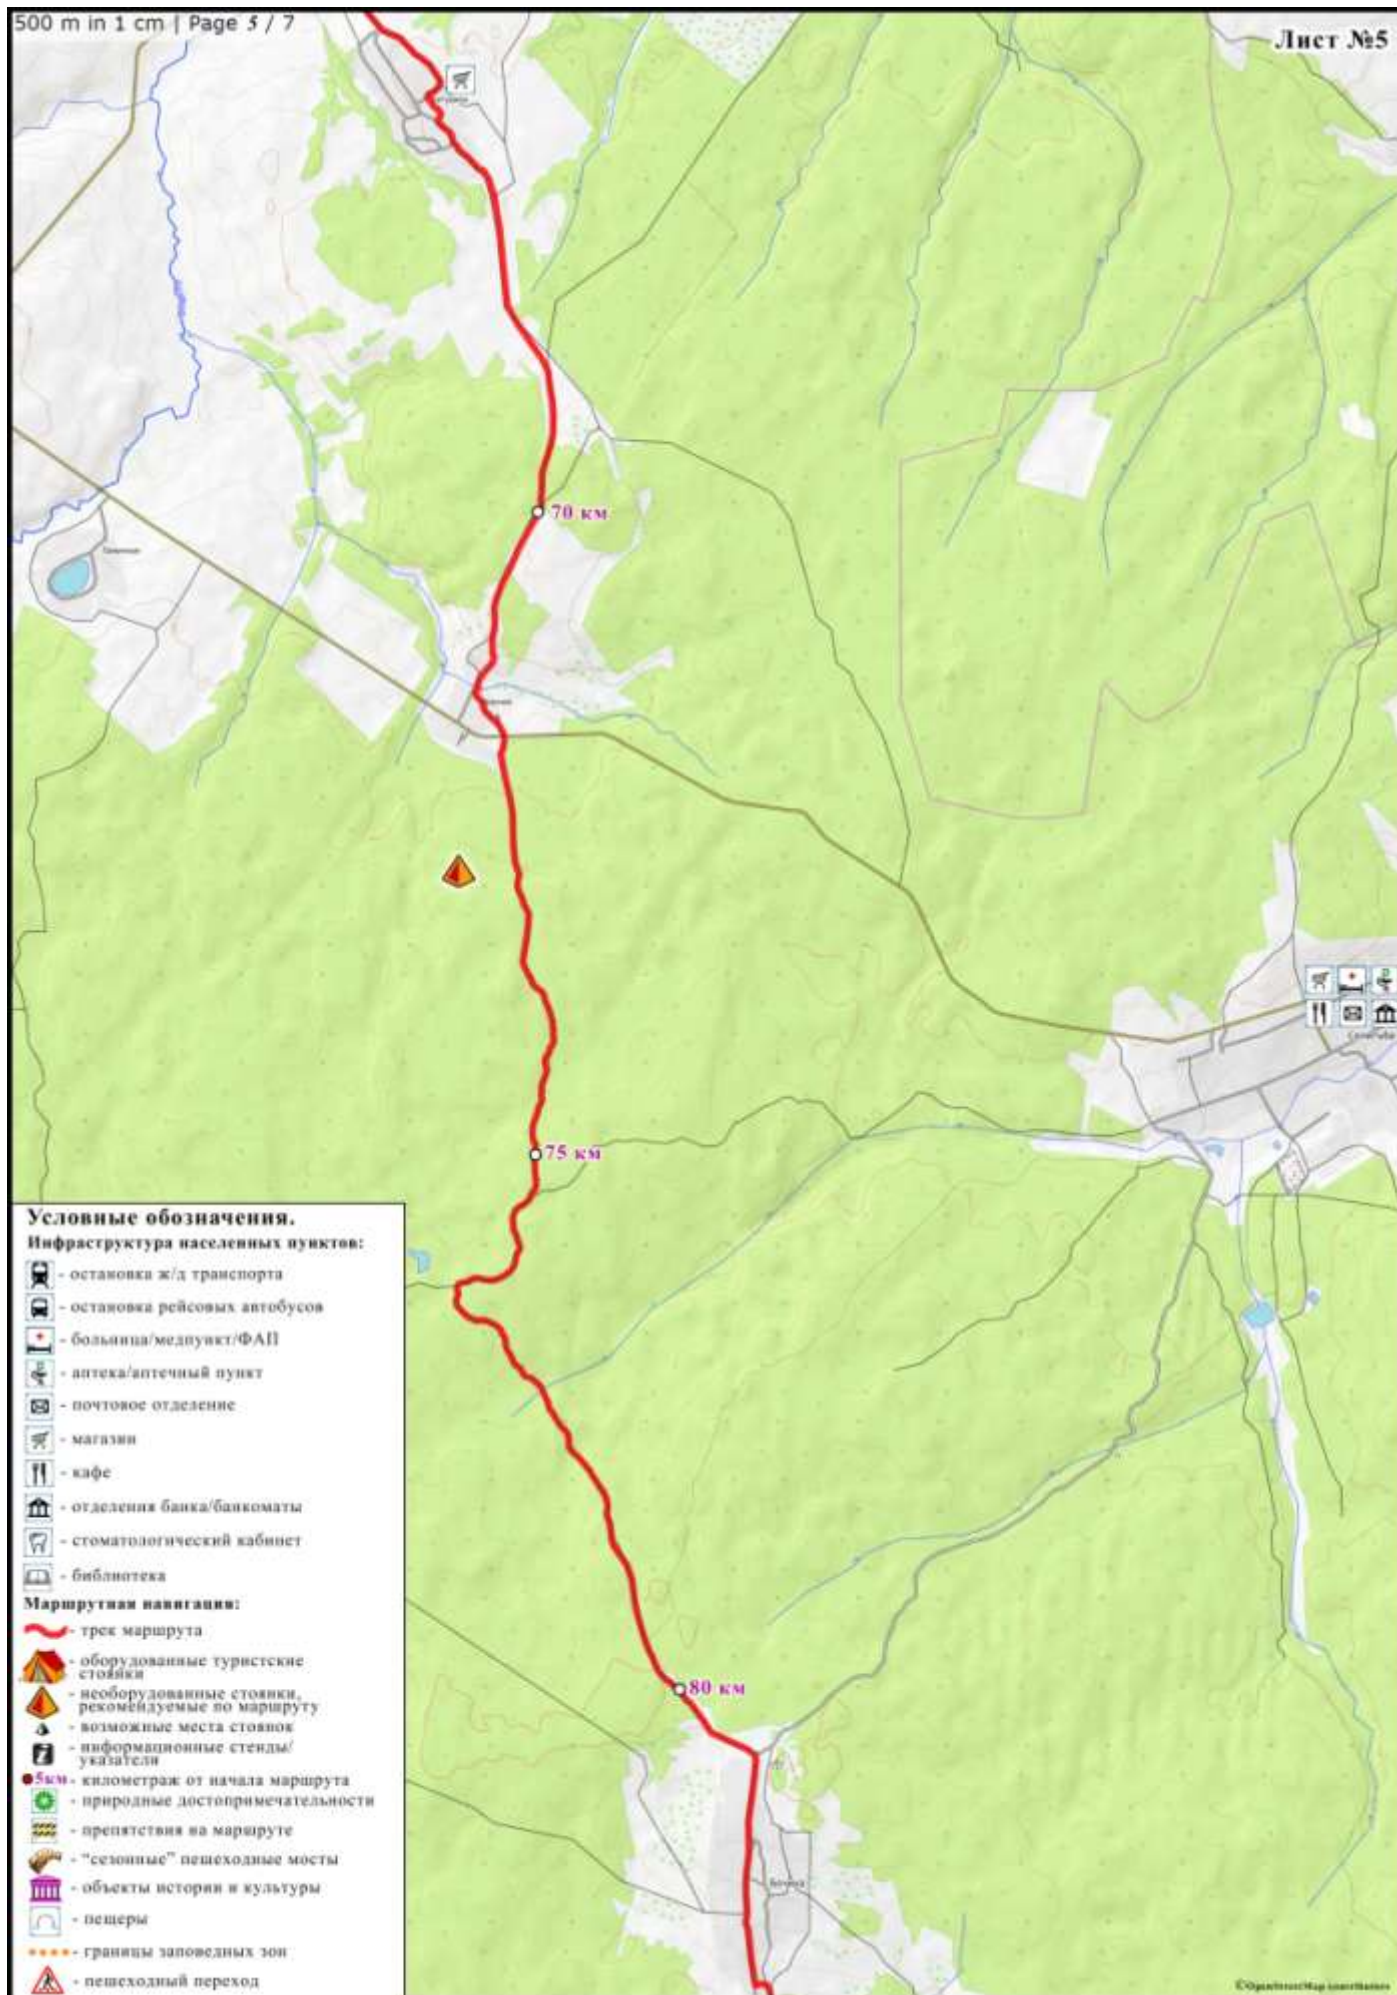 500 m in 1 cm | Page 5 / 7
Лист №5
70 км
75 км
80 км
Условные обозначения.
Инфраструктура населенных пунктов:
- остановка ж/д транспорта
- остановка рейсовых автобусов
- больница/медпункт/ФАП
- аптека/аптечный пункт
- почтовое отделение
- магазин
- кафе
- отделения банка/банкоматы
- стоматологический кабинет
- библиотека
Маршрутная навигация:
- трек маршрута
- оборудованные туристские
стоянки
- необорудованные стоянки,
рекомендуемые по маршруту
- возможные места стоянок
- информационные стенды/
указатели
5км - километраж от начала маршрута
- природные достопримечательности
- препятствия на маршруте
- "сезонные" пешеходные мосты
- объекты истории и культуры
- пещеры
- границы заповедных зон
- пешеходный переход
©OpenStreetMap contributors